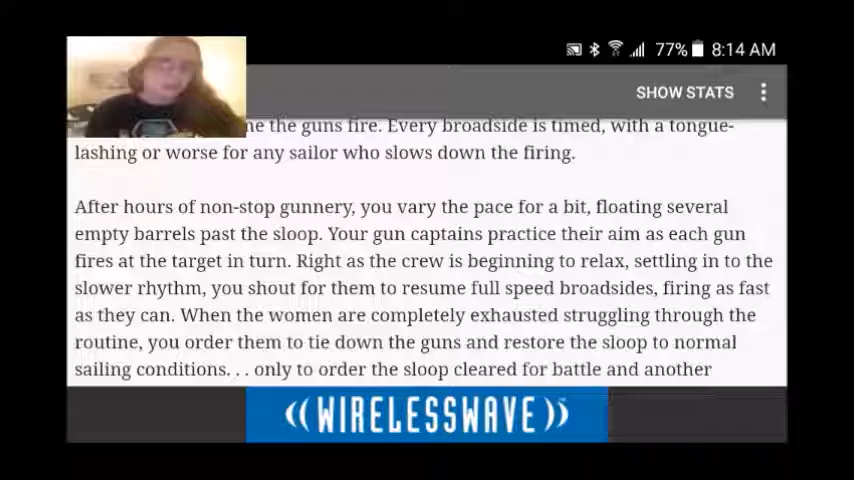 77% 8:14 AM
SHOW STATS
the guns fire. Every broadside is timed, with a tongue-
lashing or worse for any sailor who slows down the firing.
After hours of non-stop gunnery, you vary the pace for a bit, floating several
empty barrels past the sloop. Your gun captains practice their aim as each gun
fires at the target in turn. Right as the crew is beginning to relax, settling in to the
slower rhythm, you shout for them to resume full speed broadsides, firing as fast
as they can. When the women are completely exhausted struggling through the
routine, you order them to tie down the guns and restore the sloop to normal
sailing conditions. . . only to order the sloop cleared for battle and another
((WIRELESSWAVE))